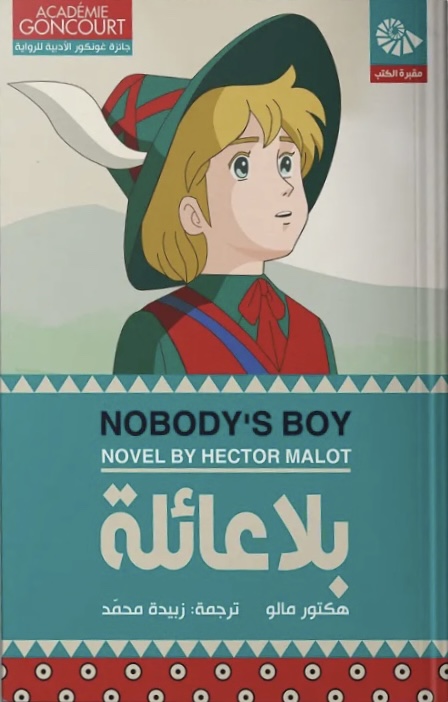 ACADÉMIE
GONCOURT
جائزة غونكور الأدبية للرواية
مقبرة الكتب
NOBODY'S BOY
NOVEL BY HECTOR MALOT
بلا عائلة
هكتور مالو ترجمة: زبيدة محمّد